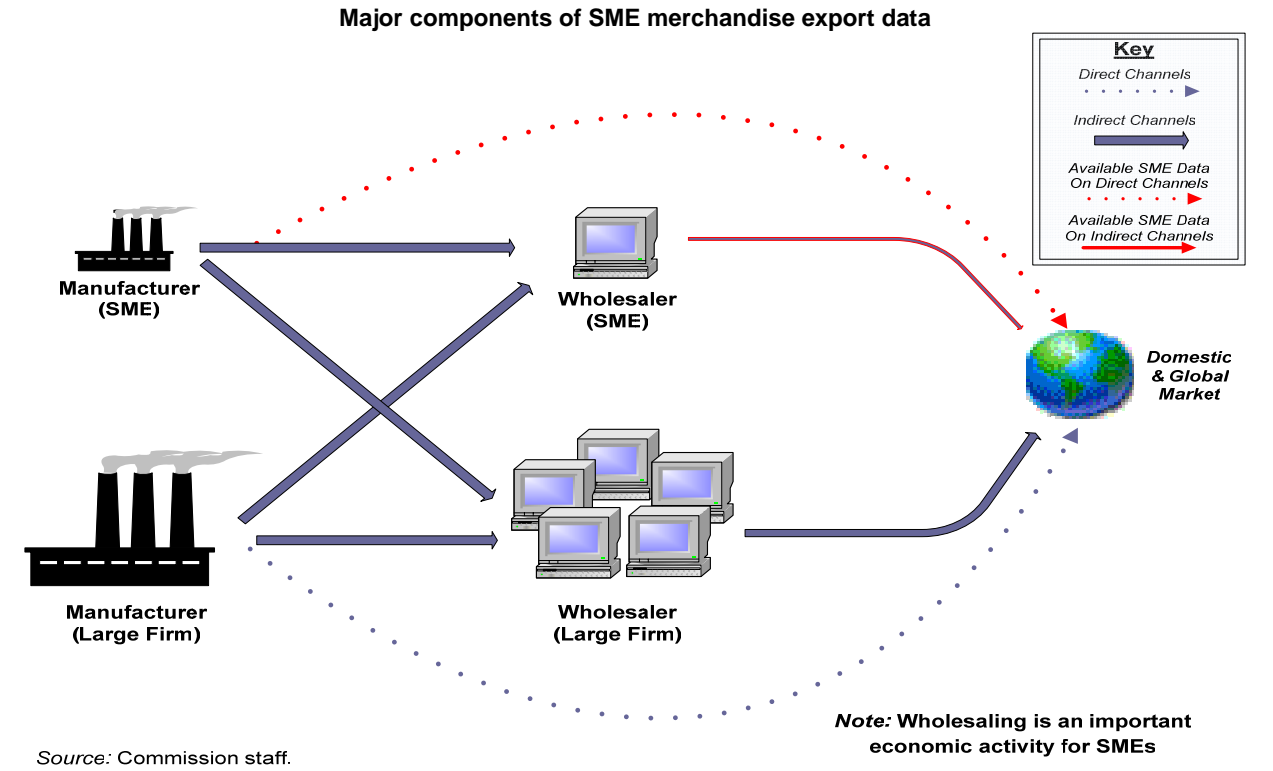 Major components of SME merchandise export data
Key
Direct Channels
Indirect Channels
Available SME Data
On Direct Channels
Available SME Data
On Indirect Channels
Manufacturer
(SME)
Wholesaler
(SME)
Domestic
& Global
Market
Manufacturer
(Large Firm)
Wholesaler
(Large Firm)
Note: Wholesaling is an important
economic activity for SMEs
Source: Commission staff.